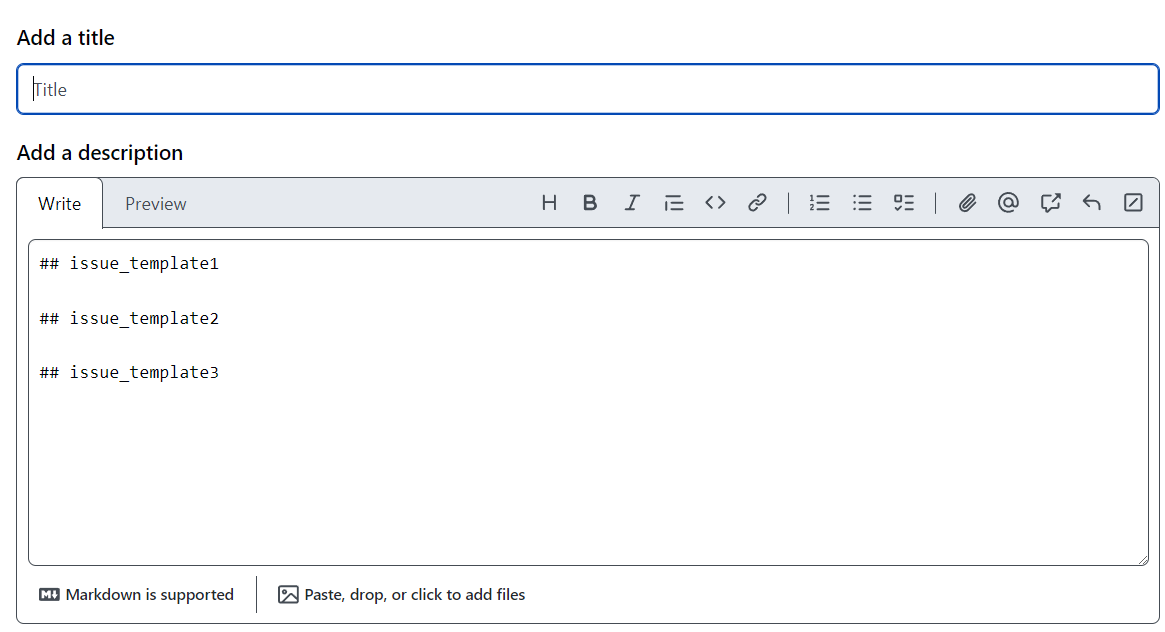 Add a title
Title
Add a description
Write Preview
## issue_template1
## issue_template2
## issue_template3
Markdown is supported
Paste, drop, or click to add files